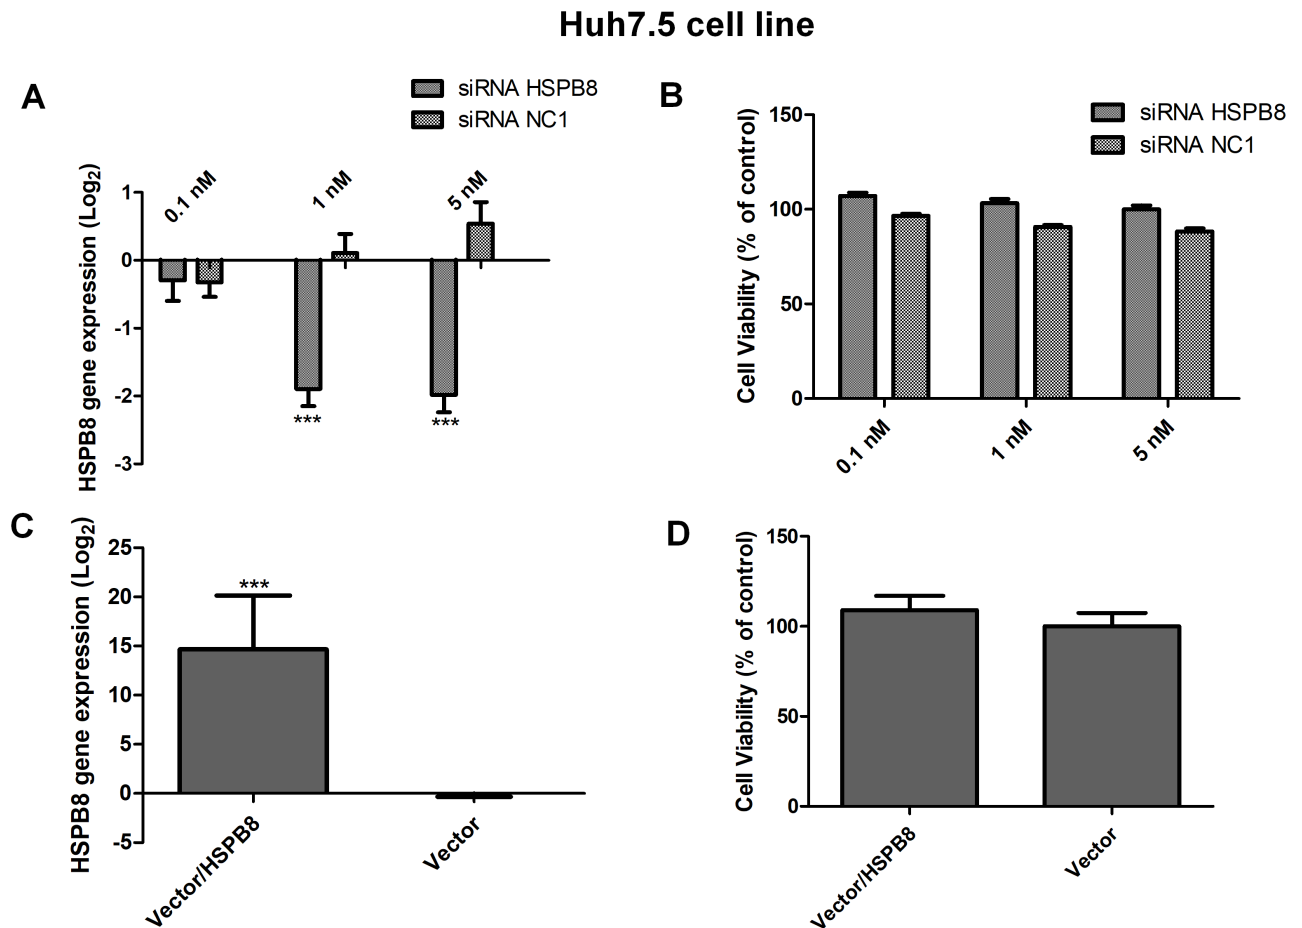 Huh7.5 cell line
A
siRNA HSPB8
siRNA NC1
HSPB8 gene expression (Log2)
1
0
-1
-2
-3
0.1 nM
1 nM
5 nM
***
***
B
siRNA HSPB8
siRNA NC1
Cell Viability (% of control)
150
100
50
0
0.1 nM
1 nM
5 nM
C
HSPB8 gene expression (Log2)
25
20
15
10
5
0
-5
***
Vector/HSPB8
Vector
D
Cell Viability (% of control)
150
100
50
0
Vector/HSPB8
Vector